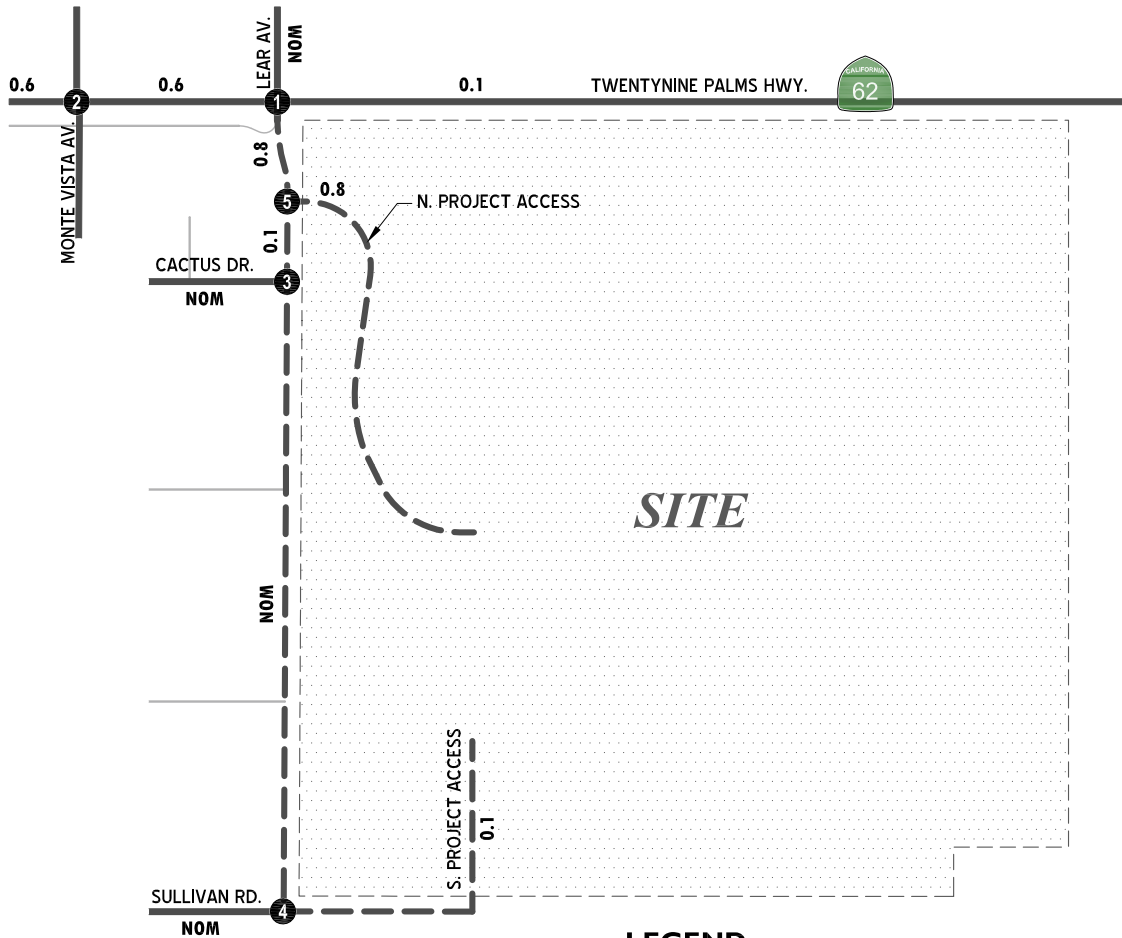 LEAR AV.
NOM
0.6
0.6
0.1
TWENTYNINE PALMS HWY.
CALIFORNIA
62
2
1
MONTE VISTA AV.
0.8
5
0.8
N. PROJECT ACCESS
0.1
CACTUS DR.
3
NOM
SITE
NOM
S. PROJECT ACCESS
0.1
SULLIVAN RD.
4
NOM